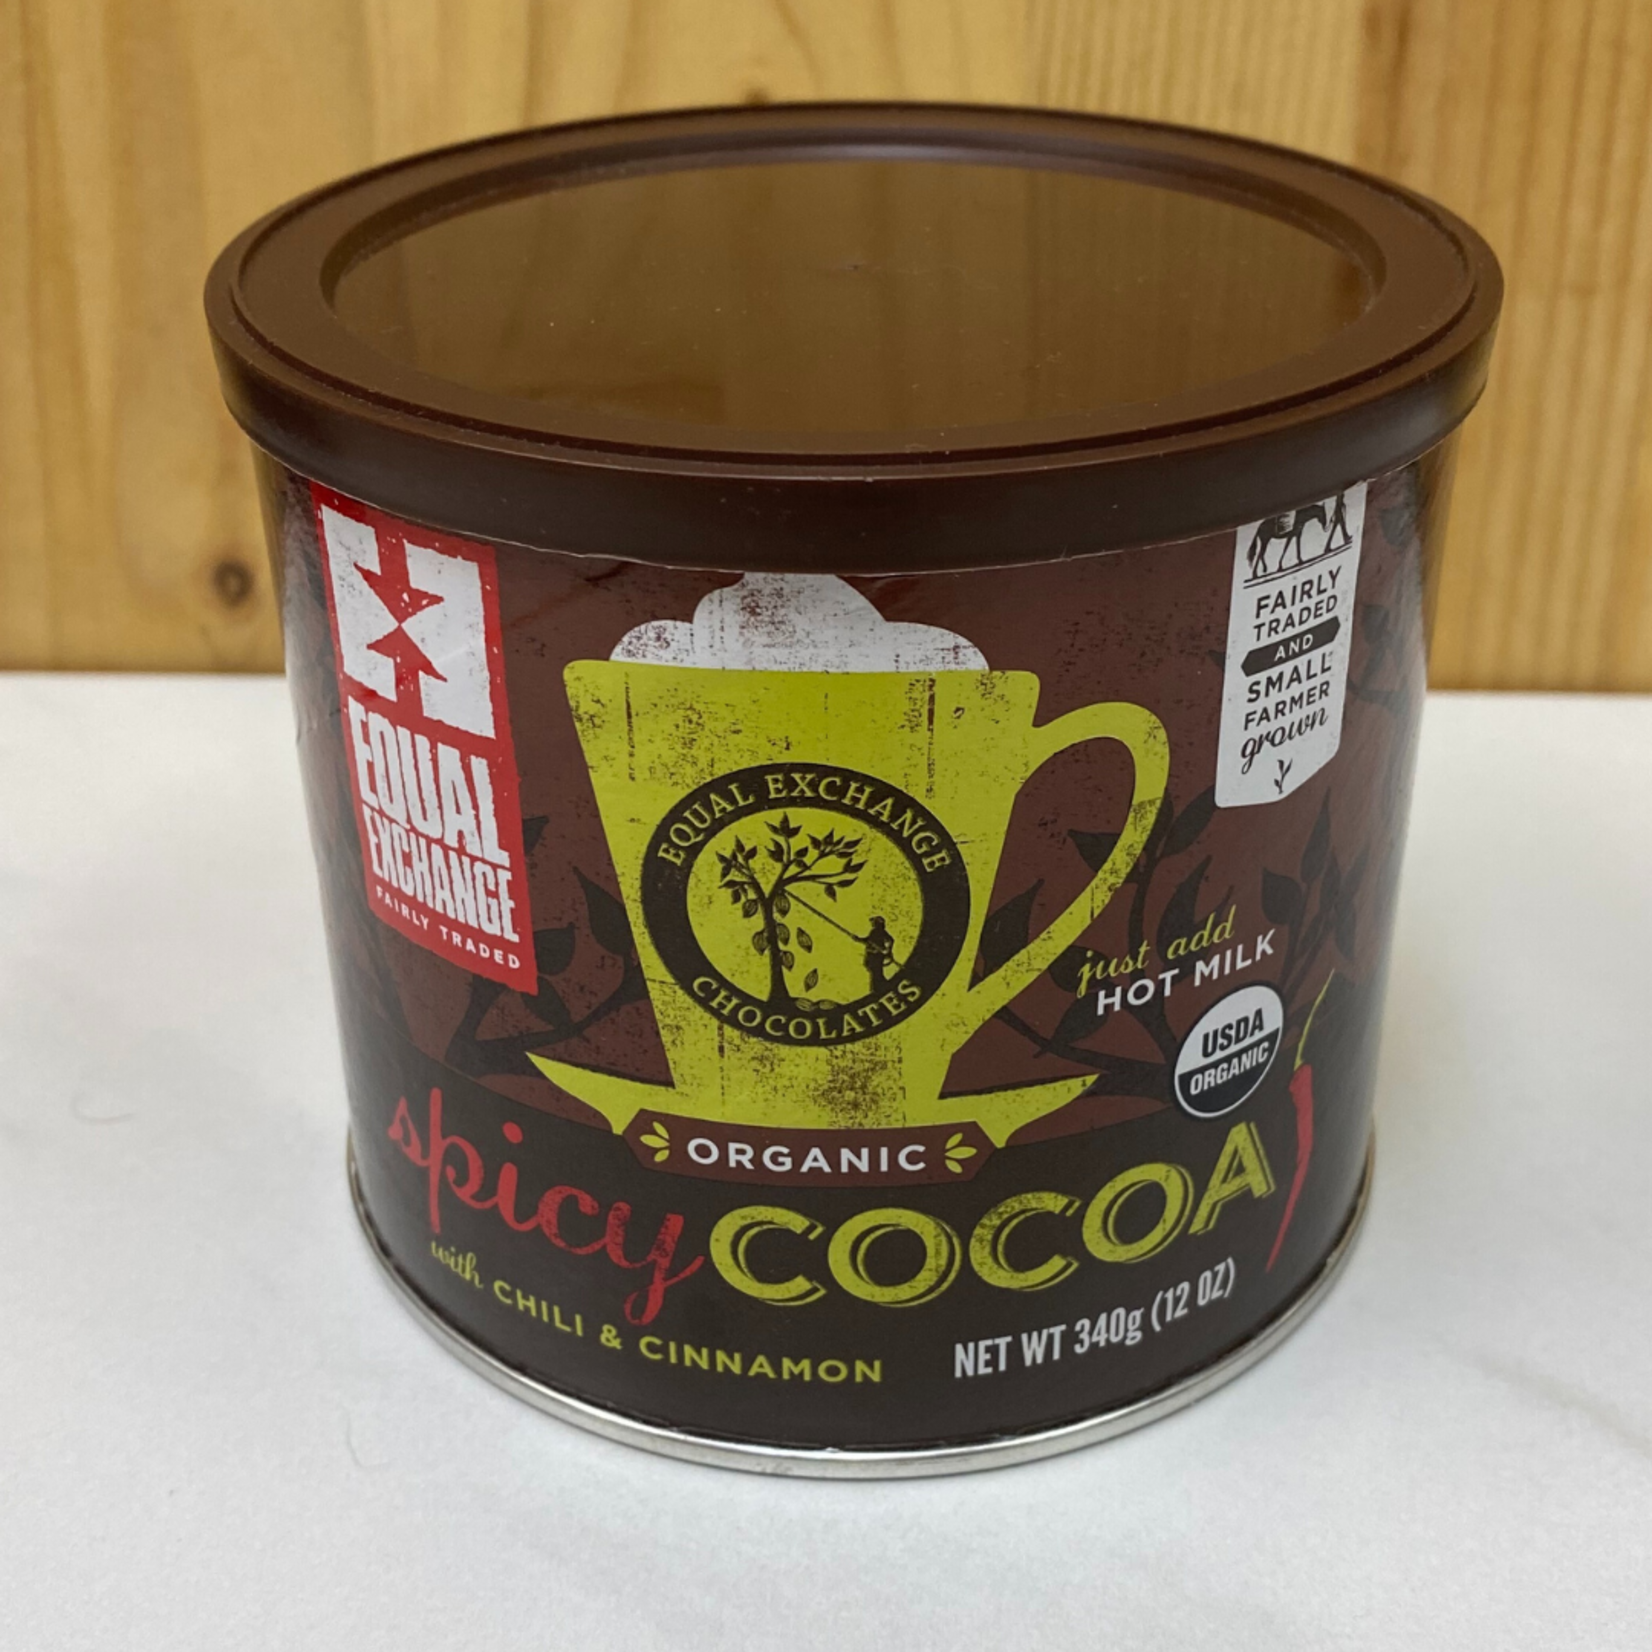 EQUAL
EXCHANGE
FAIRLY TRADED
FAIRLY
TRADED
AND
SMALL
FARMER
grown
EQUAL EXCHANGE
CHOCOLATES
just add
HOT MILK
USDA
ORGANIC
ORGANIC
spicy COCOA
with CHILI & CINNAMON
NET WT 340g (12 OZ)